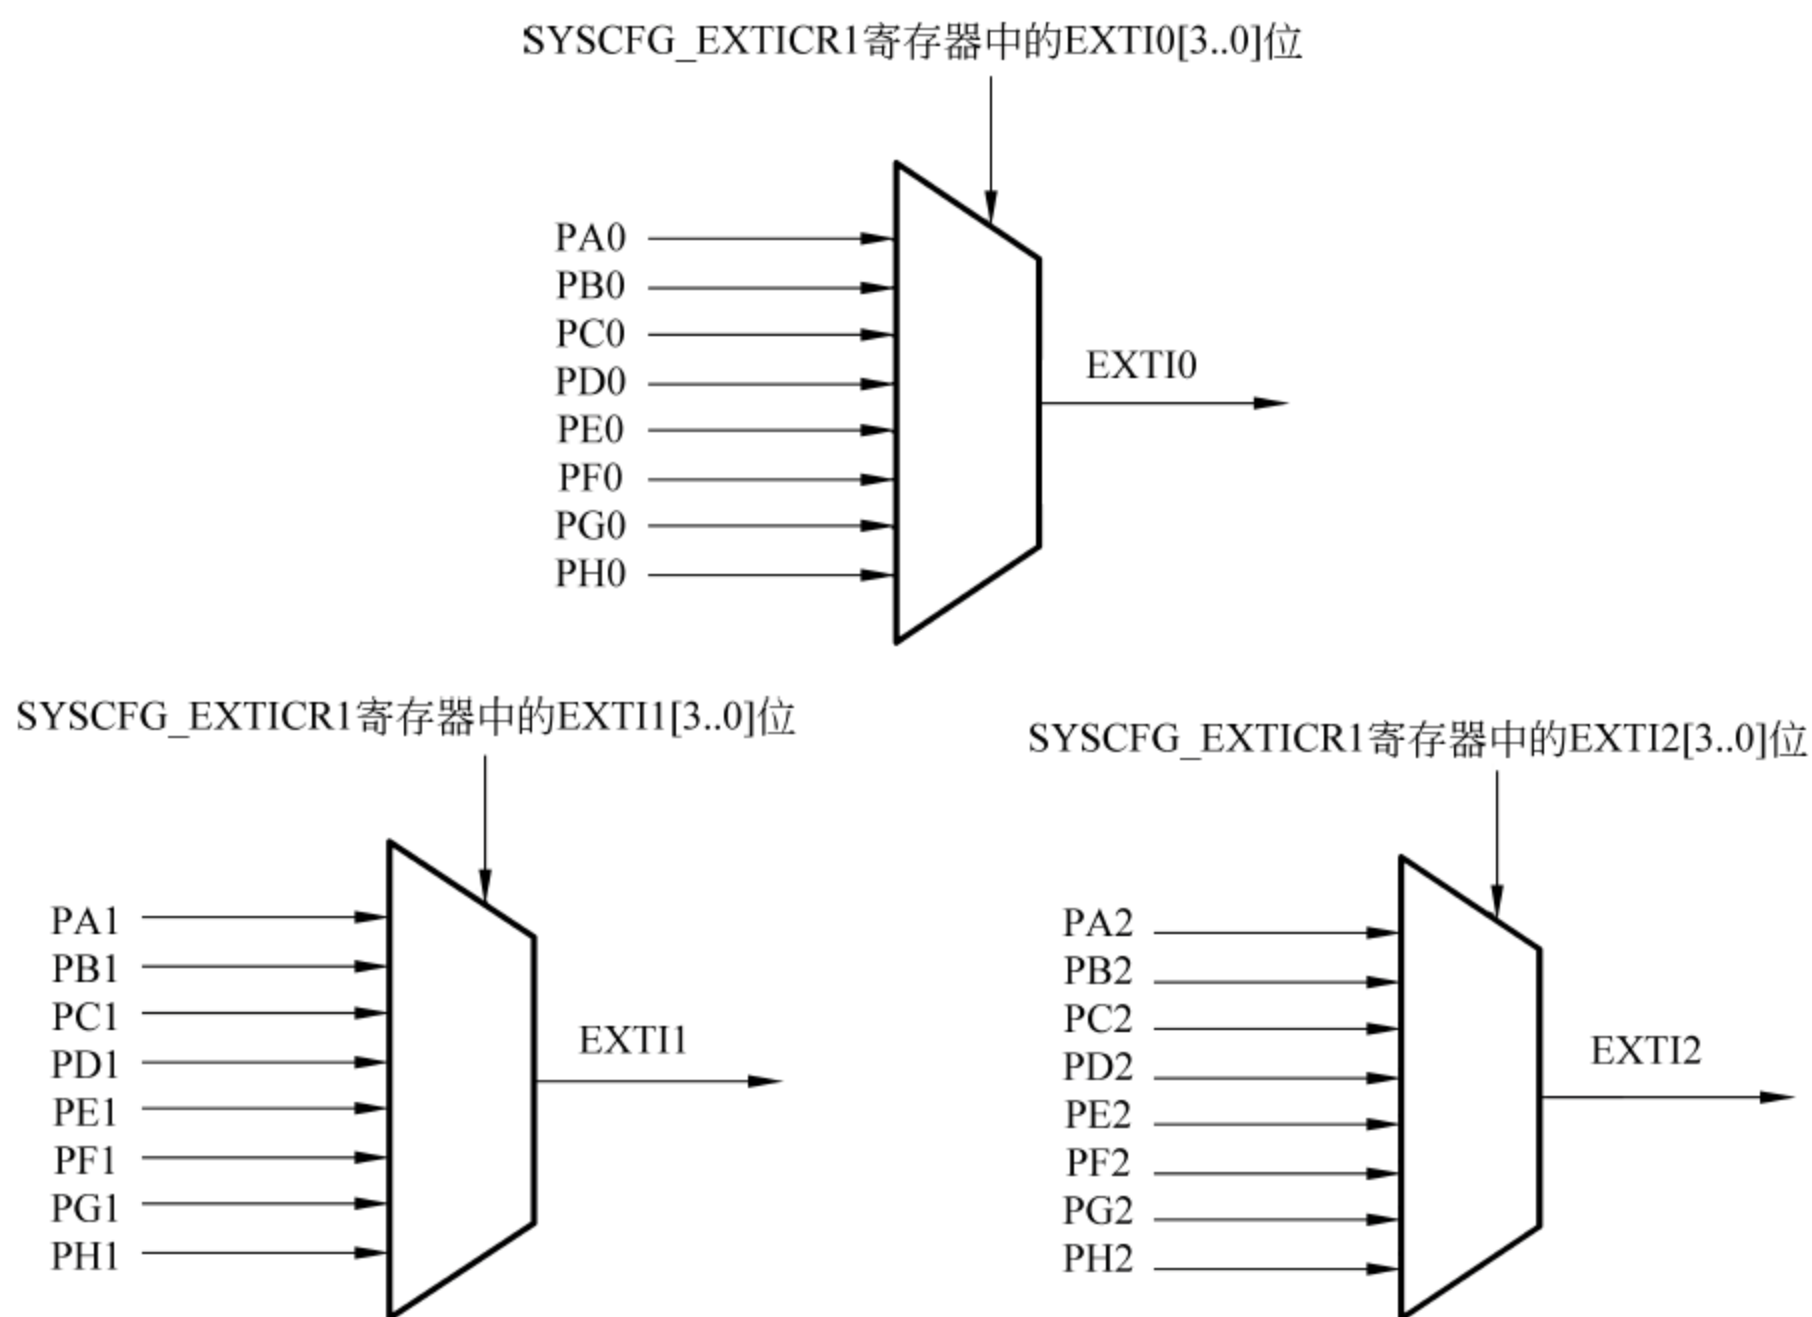 SYSCFG_EXTICR1寄存器中的EXTI0[3..0]位
PA0
PB0
PC0
PD0
PE0
PF0
PG0
PH0
EXTI0
SYSCFG_EXTICR1寄存器中的EXTI1[3..0]位
PA1
PB1
PC1
PD1
PE1
PF1
PG1
PH1
EXTI1
SYSCFG_EXTICR1寄存器中的EXTI2[3..0]位
PA2
PB2
PC2
PD2
PE2
PF2
PG2
PH2
EXTI2